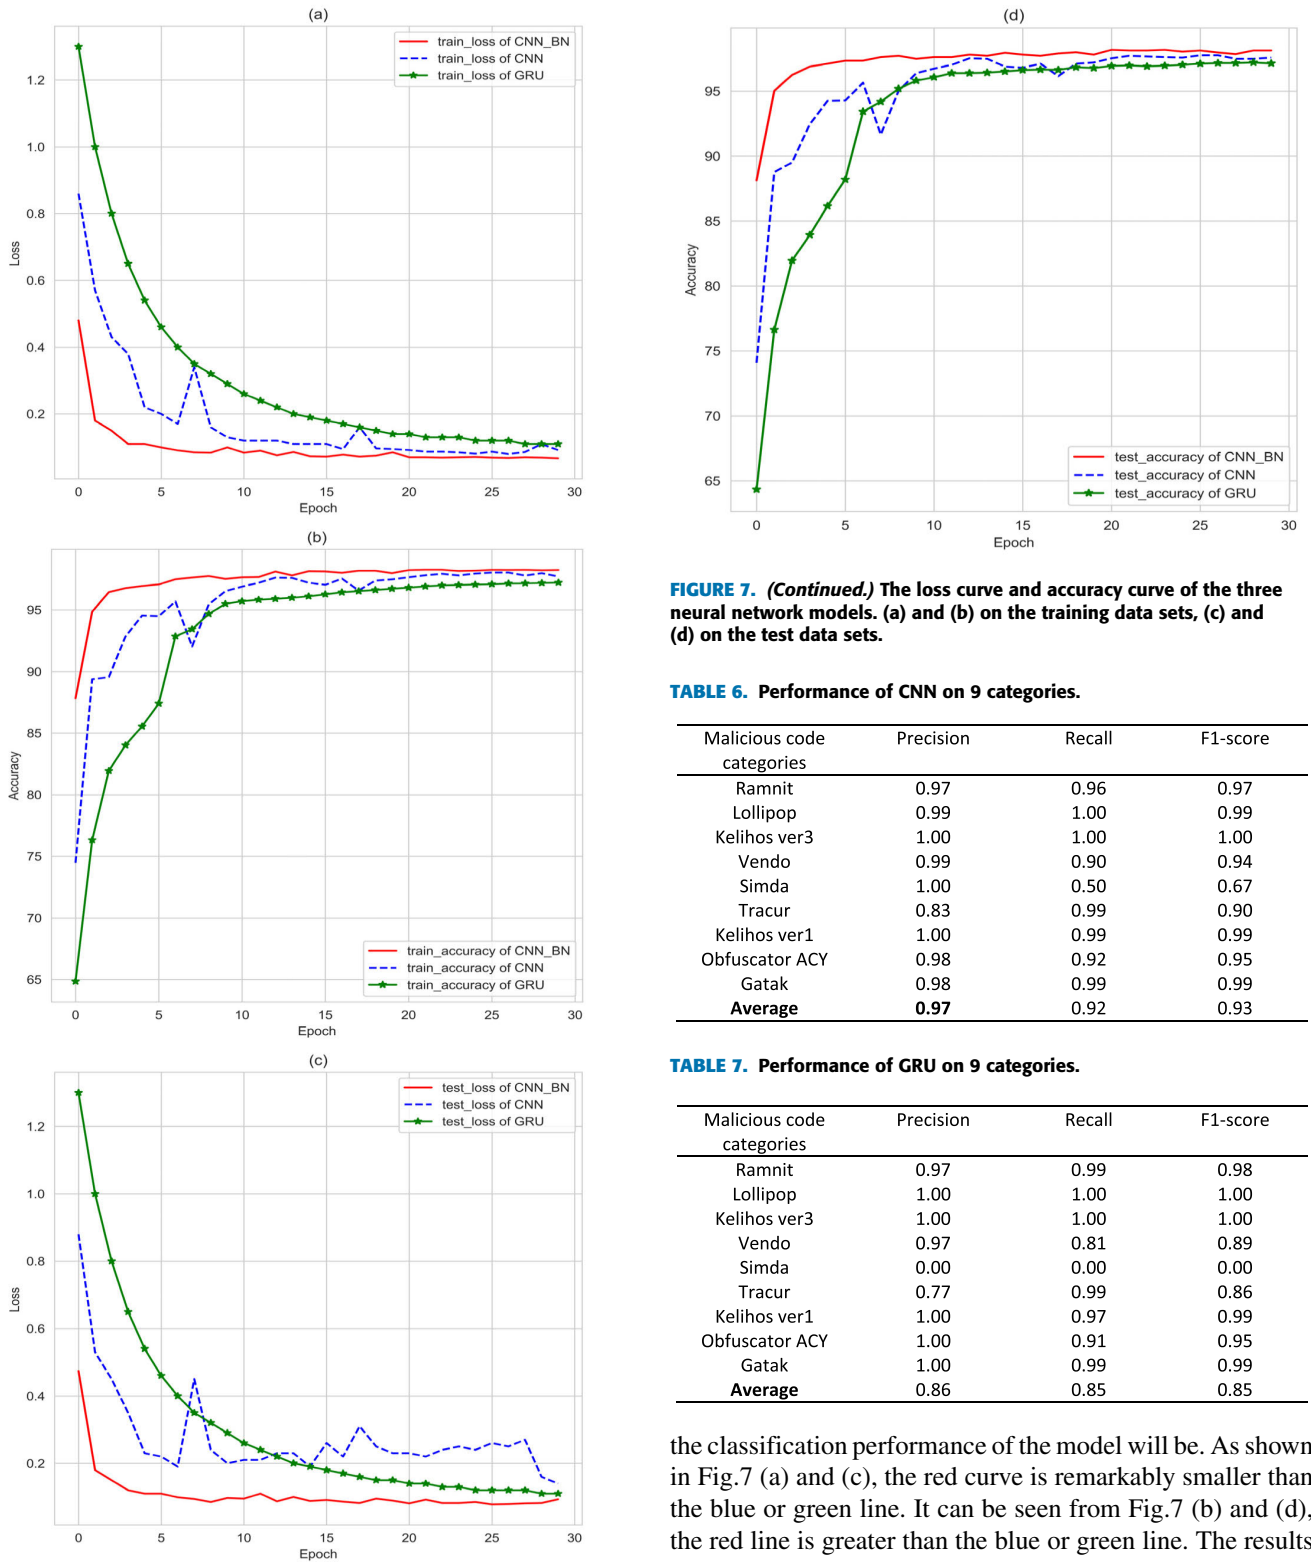 (a)
train_loss of CNN_BN
train_loss of CNN
train_loss of GRU
1.2
1.0
0.8
0.6
0.4
0.2
Loss
0 5 10 15 20 25 30
Epoch
(b)
95
90
85
80
75
70
65
Accuracy
train_accuracy of CNN_BN
train_accuracy of CNN
train_accuracy of GRU
0 5 10 15 20 25 30
Epoch
(c)
test_loss of CNN_BN
test_loss of CNN
test_loss of GRU
1.2
1.0
0.8
0.6
0.4
0.2
Loss
0 5 10 15 20 25 30
Epoch
(d)
95
90
85
80
75
70
65
Accuracy
test_accuracy of CNN_BN
test_accuracy of CNN
test_accuracy of GRU
0 5 10 15 20 25 30
Epoch
FIGURE 7. (Continued.) The loss curve and accuracy curve of the three
neural network models. (a) and (b) on the training data sets, (c) and
(d) on the test data sets.
TABLE 6. Performance of CNN on 9 categories.
Malicious code Precision Recall F1-score
categories
Ramnit 0.97 0.96 0.97
Lollipop 0.99 1.00 0.99
Kelihos ver3 1.00 1.00 1.00
Vendo 0.99 0.90 0.94
Simda 1.00 0.50 0.67
Tracur 0.83 0.99 0.90
Kelihos ver1 1.00 0.99 0.99
Obfuscator ACY 0.98 0.92 0.95
Gatak 0.98 0.99 0.99
Average 0.97 0.92 0.93
TABLE 7. Performance of GRU on 9 categories.
Malicious code Precision Recall F1-score
categories
Ramnit 0.97 0.99 0.98
Lollipop 1.00 1.00 1.00
Kelihos ver3 1.00 1.00 1.00
Vendo 0.97 0.81 0.89
Simda 0.00 0.00 0.00
Tracur 0.77 0.99 0.86
Kelihos ver1 1.00 0.97 0.99
Obfuscator ACY 1.00 0.91 0.95
Gatak 1.00 0.99 0.99
Average 0.86 0.85 0.85
the classification performance of the model will be. As shown
in Fig.7 (a) and (c), the red curve is remarkably smaller than
the blue or green line. It can be seen from Fig.7 (b) and (d),
the red line is greater than the blue or green line. The results